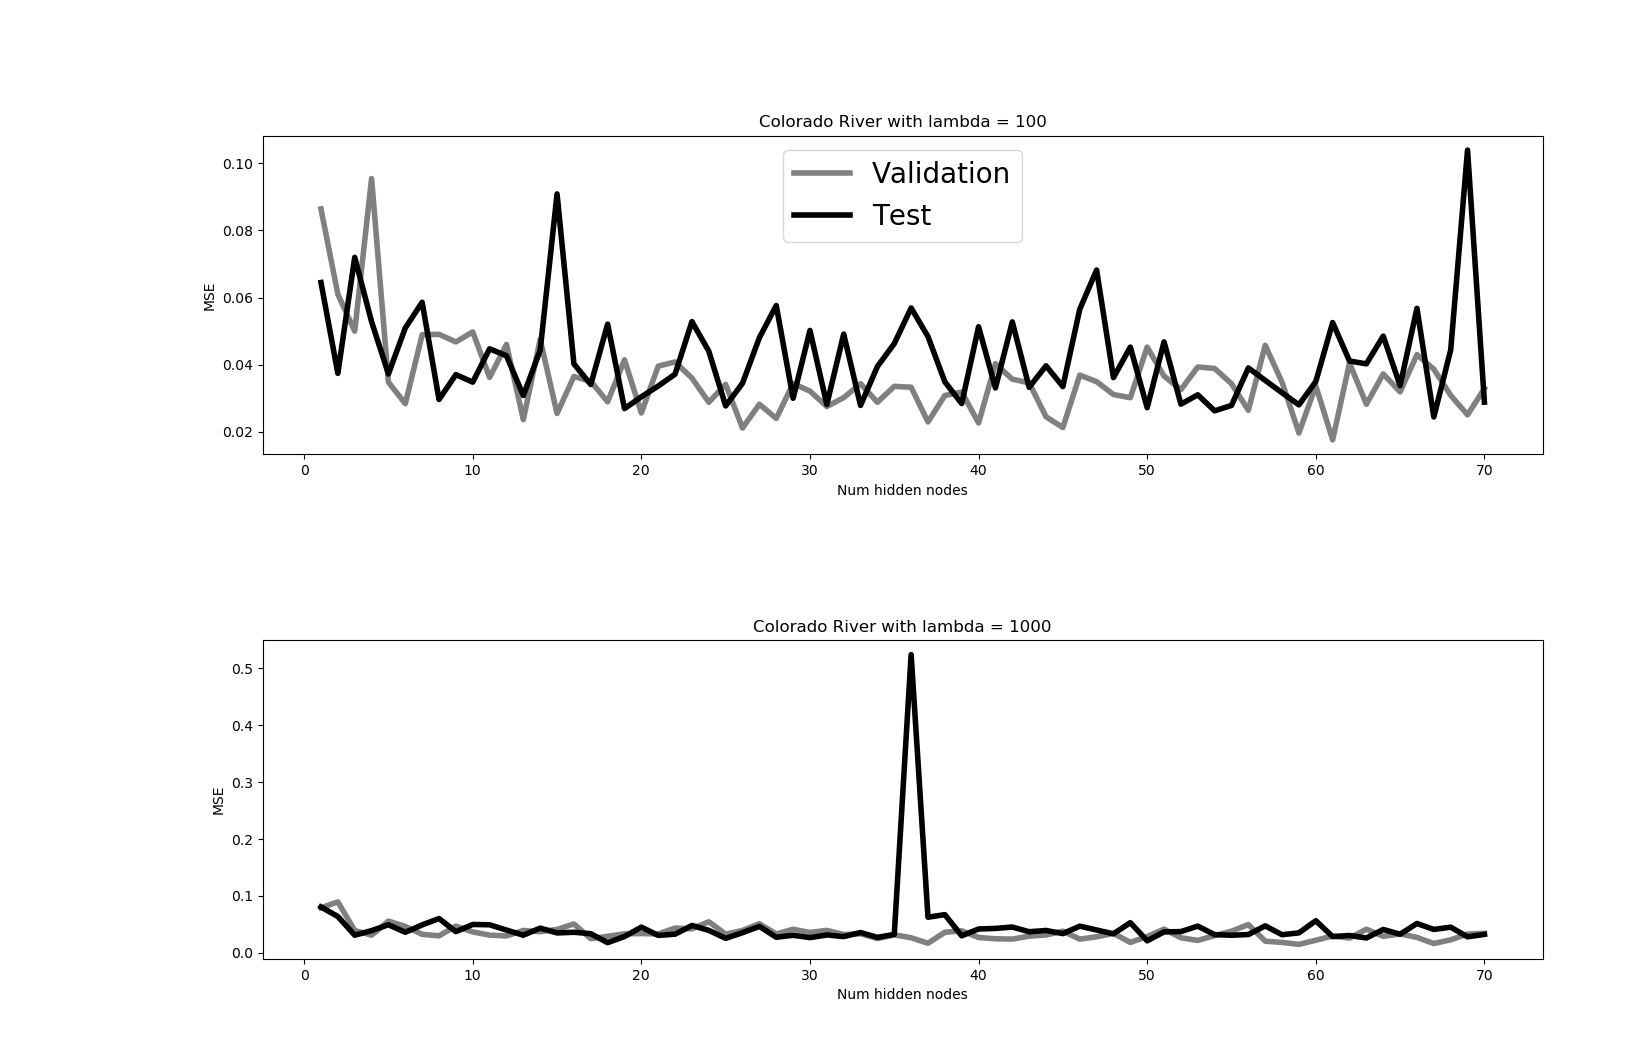 Colorado River with lambda = 100
Validation
Test
MSE
0.10
0.08
0.06
0.04
0.02
0 10 20 30 40 50 60 70
Num hidden nodes
Colorado River with lambda = 1000
MSE
0.5
0.4
0.3
0.2
0.1
0.0
0 10 20 30 40 50 60 70
Num hidden nodes